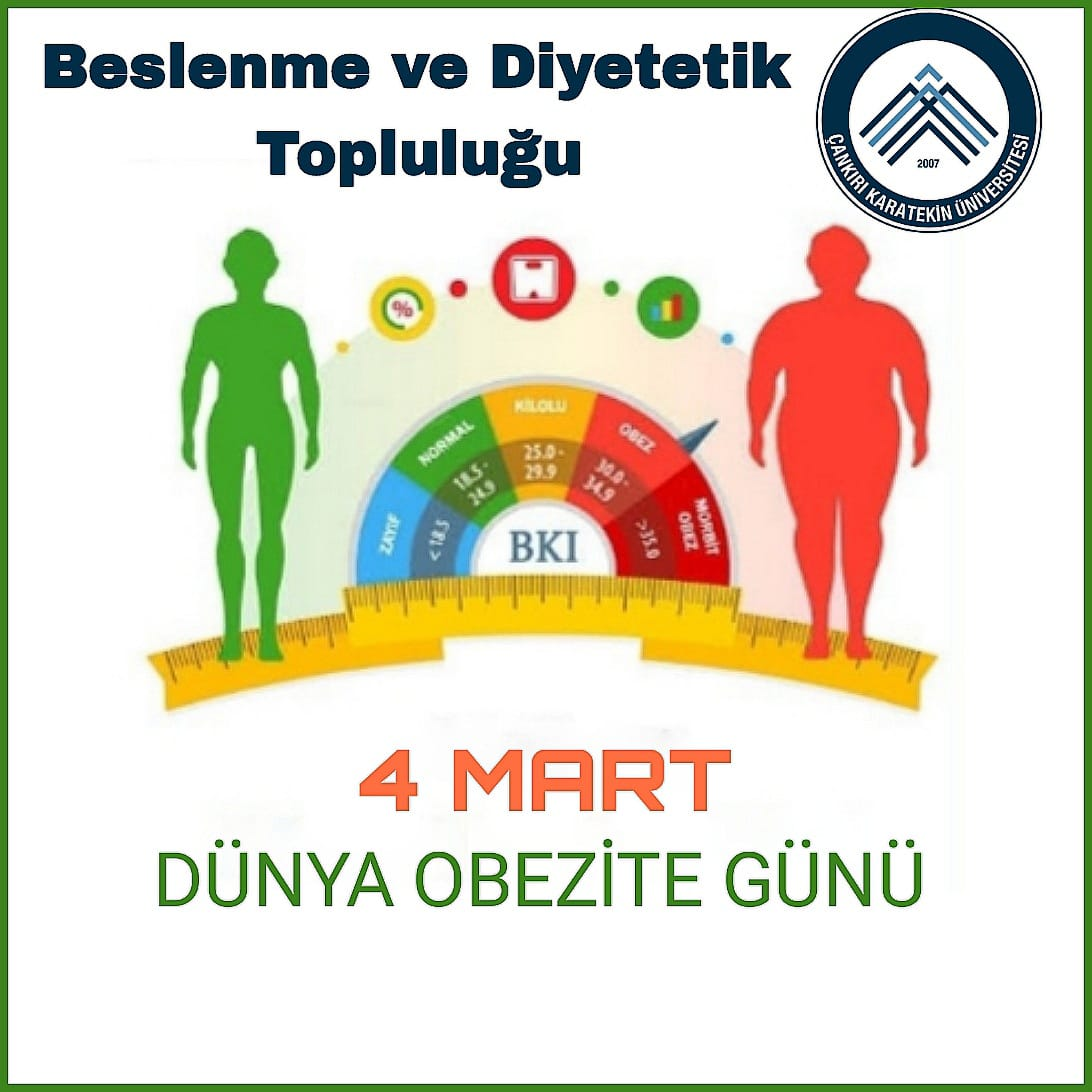 Beslenme ve Diyetetik
Topluluğu
2007
ÇANKIRI KARATEKİN ÜNİVERSİTESİ
%
ZAYIF
< 18.5
NORMAL
18.5 -
24.9
KİLOLU
25.0 -
29.9
OBEZ
30.0 -
34.9
MORBİT
OBEZ
>35.0
BKI
4 MART
DÜNYA OBEZİTE GÜNÜ